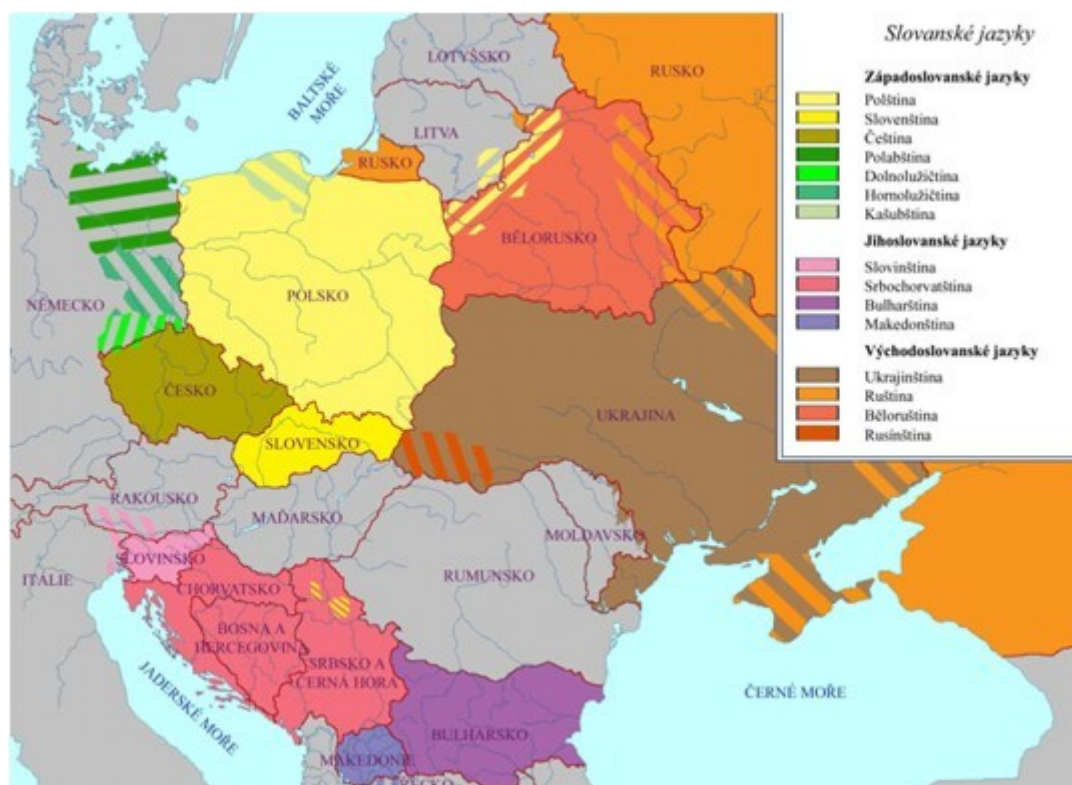 Slovanské jazyky
Západoslovanské jazyky
Polština
Slovenština
Čeština
Polabština
Dolnolužičtina
Hornolužičtina
Kašubština
Jihoslovanské jazyky
Slovinština
Srbochorvatština
Bulharština
Makedonština
Východoslovanské jazyky
Ukrajinština
Ruština
Běloruština
Rusínština
LOTYŠSKO
RUSKO
BALTSKÉ
MOŘE
LITVA
RUSKO
BĚLORUSKO
NĚMECKO
POLSKO
ČESKO
UKRAJINA
SLOVENSKO
RAKOUSKO
MAĎARSKO
MOLDAVSKO
SLOVINSKO
ITÁLIE
RUMUNSKO
CHORVATSKO
BOSNA A
HERCEGOVINA
SRBSKO A
ČERNÁ HORA
JADERSKÉ MOŘE
ČERNÉ MOŘE
BULHARSKO
MAKEDONIE